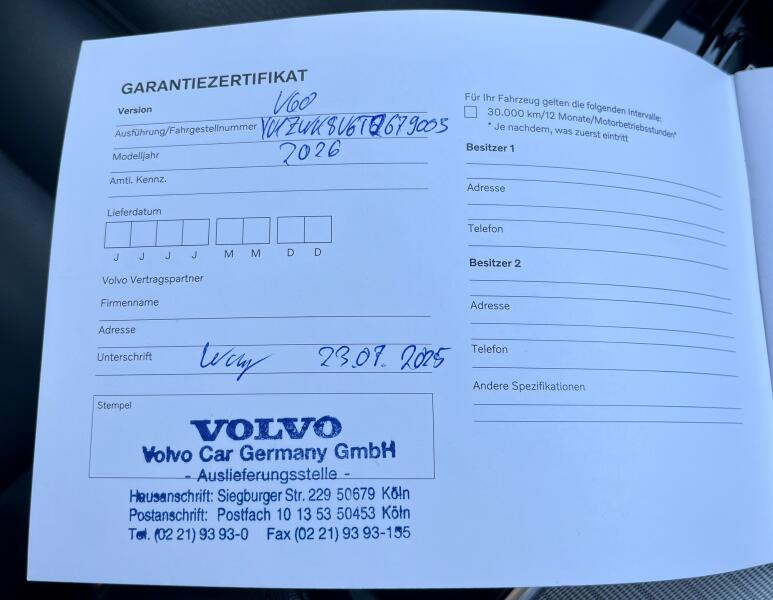 GARANTIEZERTIFIKAT
Version V60
Ausführung/Fahrgestellnummer
Modelljahr 2026
Amtl. Kennz.
Lieferdatum
J J J J M M D D
Volvo Vertragspartner
Firmenname
Adresse
Unterschrift 23.07.2025
Stempel
VOLVO
Volvo Car Germany GmbH
- Auslieferungsstelle -
Hausanschrift: Siegburger Str. 229 50679 Köln
Postanschrift: Postfach 10 13 53 50453 Köln
Tel. (02 21) 93 93-0 Fax (02 21) 93 93-155
Für Ihr Fahrzeug gelten die folgenden Intervalle:
30.000 km/12 Monate/Motorbetriebsstunden*
* Je nachdem, was zuerst eintritt
Besitzer 1
Adresse
Telefon
Besitzer 2
Adresse
Telefon
Andere Spezifikationen